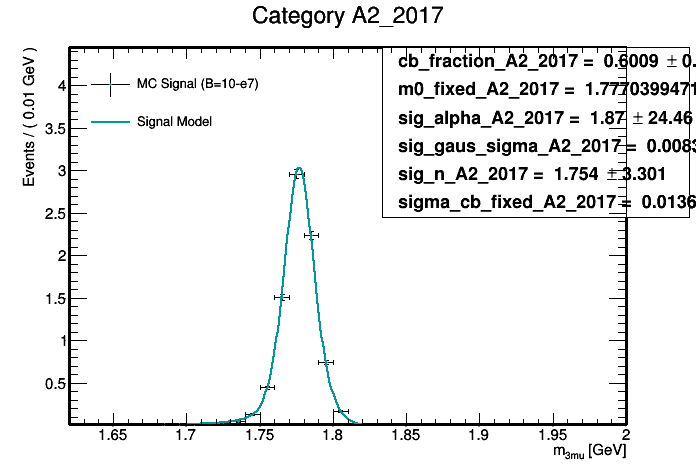 Category A2_2017
Events / ( 0.01 GeV )
MC Signal (B=10-e7)
Signal Model
cb_fraction_A2_2017 = 0.6009 ± 0.
m0_fixed_A2_2017 = 1.7770399471
sig_alpha_A2_2017 = 1.87 ± 24.46
sig_gaus_sigma_A2_2017 = 0.0083
sig_n_A2_2017 = 1.754 ± 3.301
sigma_cb_fixed_A2_2017 = 0.0136
4
3.5
3
2.5
2
1.5
1
0.5
1.65 1.7 1.75 1.8 1.85 1.9 1.95 2
m3mu [GeV]